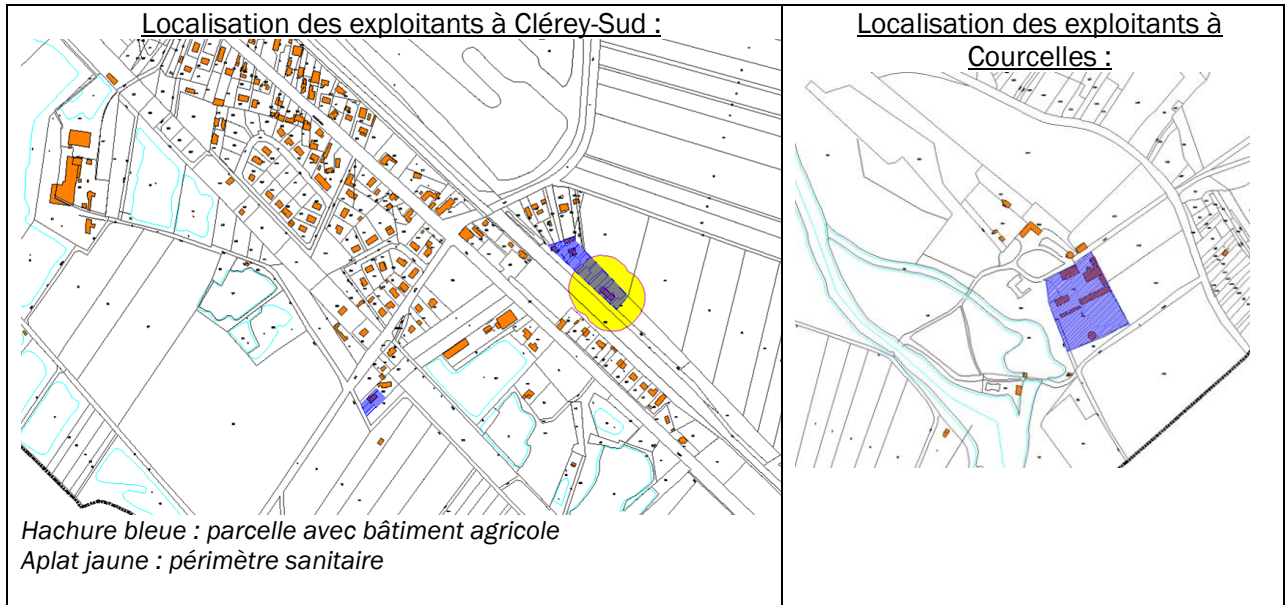 Localisation des exploitants à Clérey-Sud :
Hachure bleue : parcelle avec bâtiment agricole
Aplat jaune : périmètre sanitaire
Localisation des exploitants à
Courcelles :